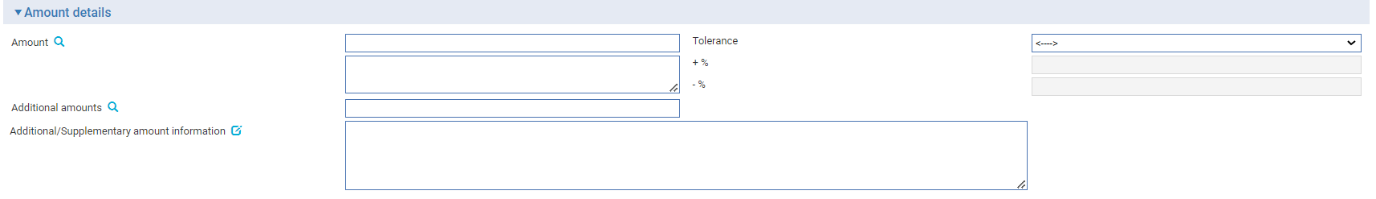 Amount details
Amount
Tolerance
<---->
+ %
- %
Additional amounts
Additional/Supplementary amount information